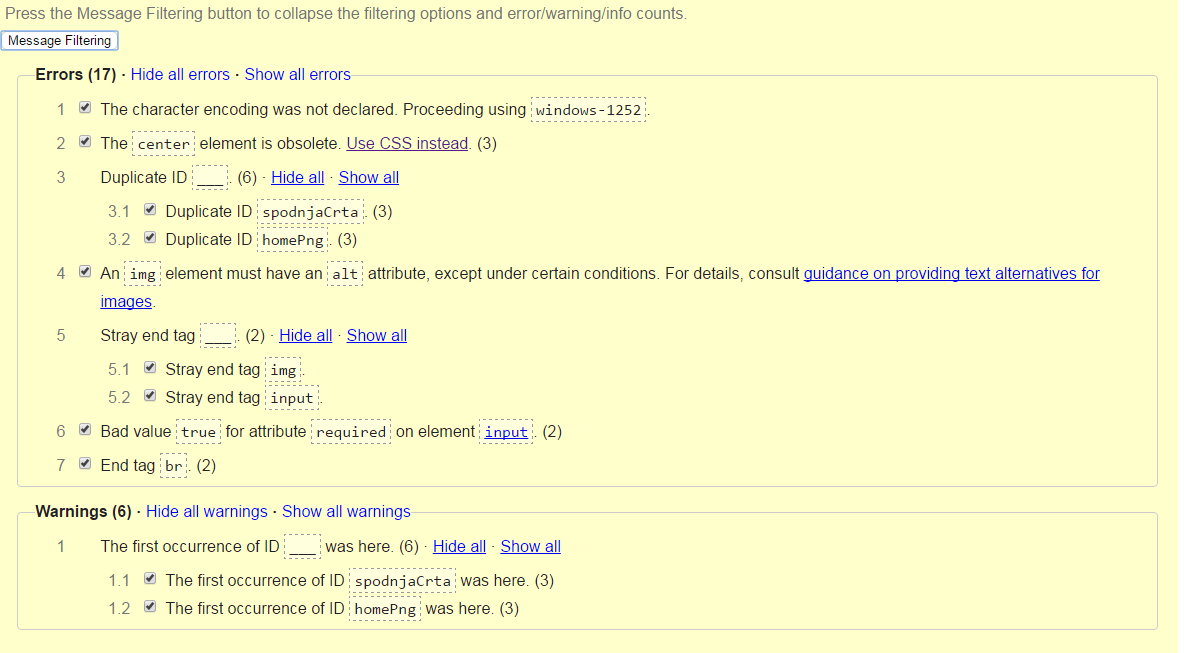 Press the Message Filtering button to collapse the filtering options and error/warning/info counts.
Message Filtering
Errors (17) · Hide all errors · Show all errors
1 The character encoding was not declared. Proceeding using windows-1252.
2 The center element is obsolete. Use CSS instead. (3)
3 Duplicate ID ___. (6) · Hide all · Show all
3.1 Duplicate ID spodnjaCrta. (3)
3.2 Duplicate ID homePng. (3)
4 An img element must have an alt attribute, except under certain conditions. For details, consult guidance on providing text alternatives for
images.
5 Stray end tag ___. (2) · Hide all · Show all
5.1 Stray end tag img.
5.2 Stray end tag input.
6 Bad value true for attribute required on element input. (2)
7 End tag br. (2)
Warnings (6) · Hide all warnings · Show all warnings
1 The first occurrence of ID ___ was here. (6) · Hide all · Show all
1.1 The first occurrence of ID spodnjaCrta was here. (3)
1.2 The first occurrence of ID homePng was here. (3)